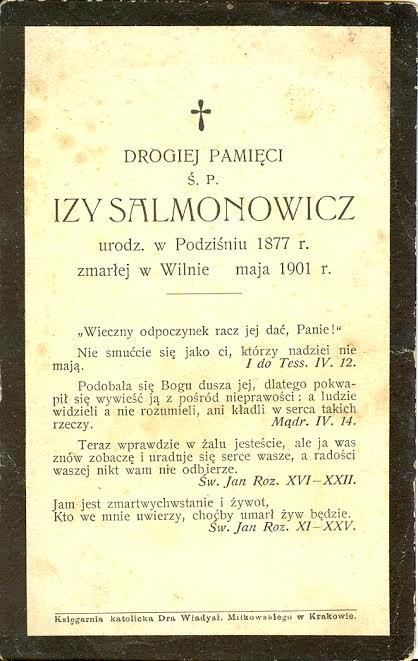 DROGIEJ PAMIĘCI
Ś. P.
IZY SALMONOWICZ
urodz. w Podziśniu 1877 r.
zmarłej w Wilnie maja 1901 r.
„Wieczny odpoczynek racz jej dać, Panie!"
Nie smućcie się jako ci, którzy nadziei nie
mają. I do Tess. IV. 12.
Podobała się Bogu dusza jej, dlatego pokwa-
pił się wywieść ją z pośród nieprawości: a ludzie
widzieli a nie rozumieli, ani kładli w serca takich
rzeczy. Mądr. IV. 14.
Teraz wprawdzie w żalu jesteście, ale ja was
znów zobaczę i uraduje się serce wasze, a radości
waszej nikt wam nie odbierze.
Św. Jan Roz. XVI–XXII.
Jam jest zmartwychwstanie i żywot,
Kto we mnie uwierzy, choćby umarł żyw będzie.
Św. Jan Roz. XI–XXV.
Księgarnia katolicka Dra Władysł. Miłkowskiego w Krakowie.